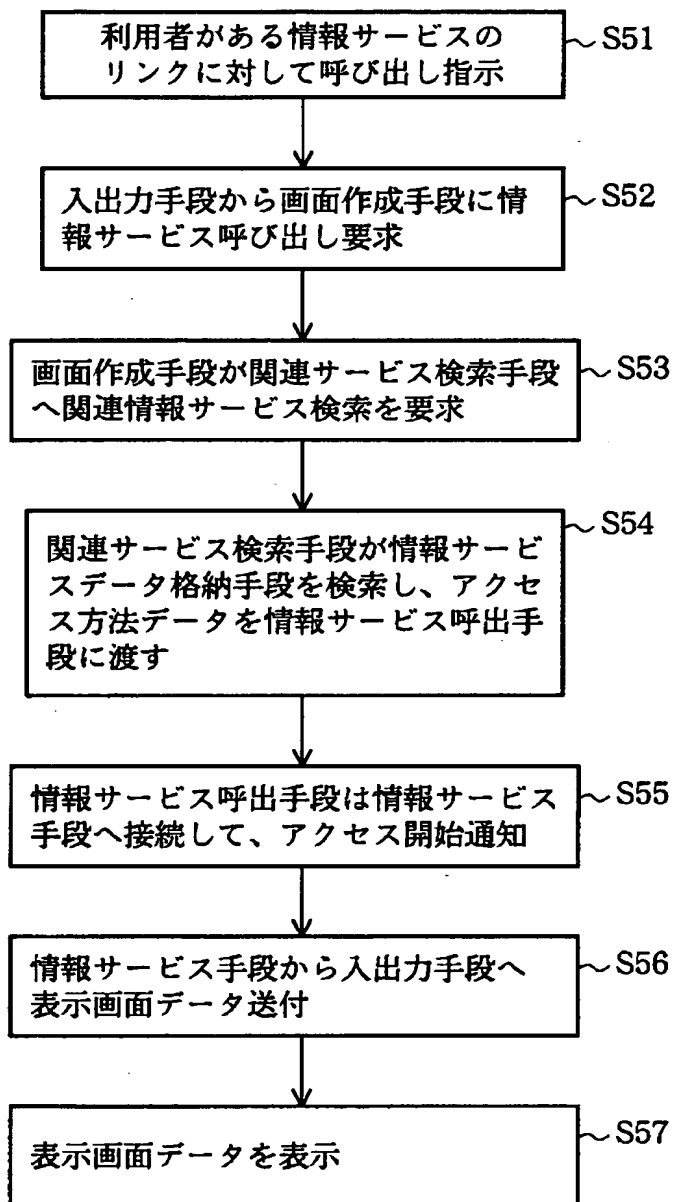 利用者がある情報サービスの
リンクに対して呼び出し指示
S51
入出力手段から画面作成手段に情
報サービス呼び出し要求
S52
画面作成手段が関連サービス検索手段
へ関連情報サービス検索を要求
S53
関連サービス検索手段が情報サービ
スデータ格納手段を検索し、アクセ
ス方法データを情報サービス呼出手
段に渡す
S54
情報サービス呼出手段は情報サービス
手段へ接続して、アクセス開始通知
S55
情報サービス手段から入出力手段へ
表示画面データ送付
S56
表示画面データを表示
S57